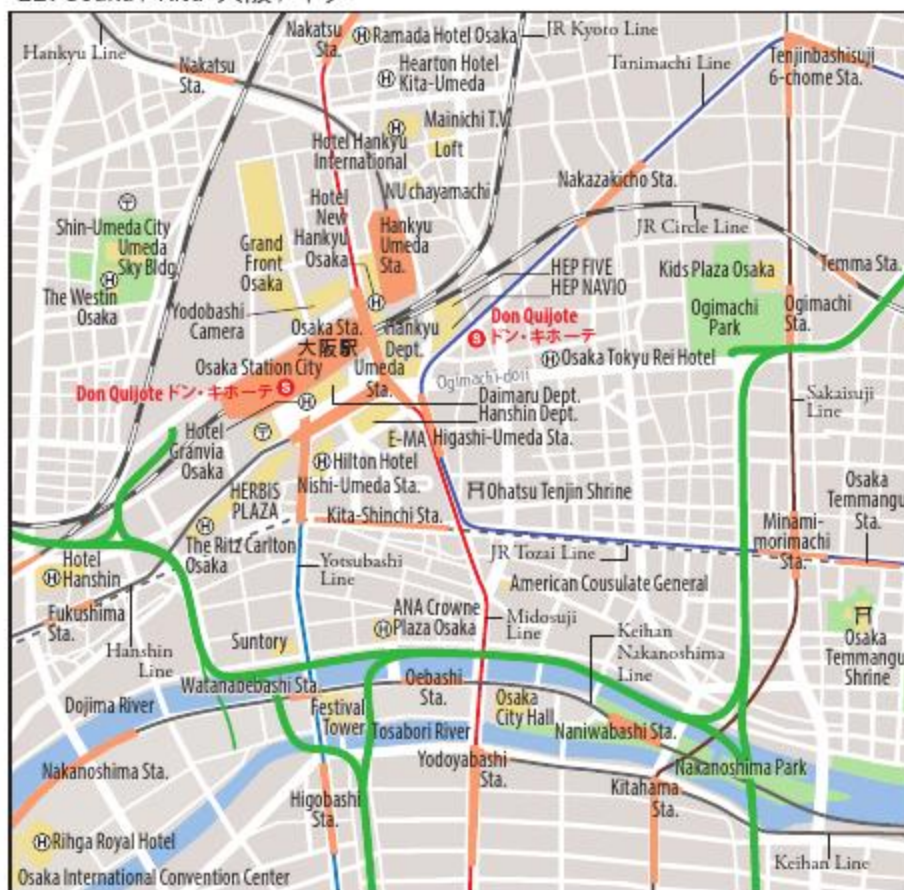 Hankyu Line
Nakatsu
Sta.
Nakatsu
Sta.
Ramada Hotel Osaka
JR Kyoto Line
Hearton Hotel
Kita-Umeda
Tanimachi Line
Tenjinbashisuji
6-chome Sta.
Mainichi T.V.
Loft
Hotel Hankyu
International
NU chayamachi
Nakazakicho Sta.
Hotel
New
Hankyu
Osaka
Hankyu
Umeda
Sta.
JR Circle Line
Shin-Umeda City
Umeda
Sky Bldg.
The Westin
Osaka
Grand
Front
Osaka
HEP FIVE
HEP NAVIO
Kids Plaza Osaka
Temma Sta.
Yodobashi
Camera
Osaka Sta.
大阪駅
Hankyu
Dept.
Don Quijote
ドン・キホーテ
Ogimachi
Park
Ogimachi
Sta.
Osaka Station City
Umeda
Sta.
Osaka Tokyu Rei Hotel
Don Quijote ドン・キホーテ
Ogimachi-dori
Daimaru Dept.
Hanshin Dept.
Sakaisuji
Line
Hotel
Granvia
Osaka
E-MA
Higashi-Umeda Sta.
Hilton Hotel
Nishi-Umeda Sta.
HERBIS
PLAZA
Ohatsu Tenjin Shrine
Osaka
Temmangu
Sta.
Kita-Shinchi Sta.
Minami-
morimachi
Sta.
The Ritz Carlton
Osaka
Hotel
Hanshin
Yotsubashi
Line
JR Tozai Line
American Cousulate General
Fukushima
Sta.
ANA Crowne
Plaza Osaka
Midosuji
Line
Hanshin
Line
Suntory
Keihan
Nakanoshima
Line
Osaka
Temmangu
Shrine
Watanabebashi Sta.
Oebashi
Sta.
Dojima River
Festival
Tower
Osaka
City Hall
Tosabori River
Naniwabashi Sta.
Nakanoshima Sta.
Yodoyabashi
Sta.
Nakanoshima Park
Higobashi
Sta.
Kitahama
Sta.
Rihga Royal Hotel
Keihan Line
Osaka International Convention Center